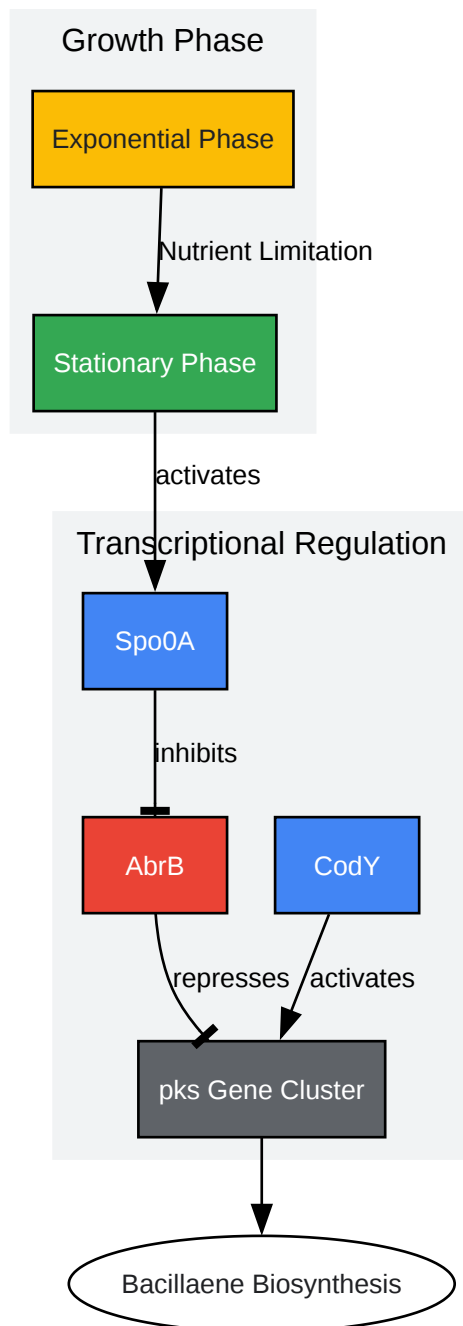 Growth Phase
Exponential Phase
Nutrient Limitation
Stationary Phase
activates
Transcriptional Regulation
Spo0A
inhibits
AbrB
CodY
represses
activates
pks Gene Cluster
Bacillaene Biosynthesis